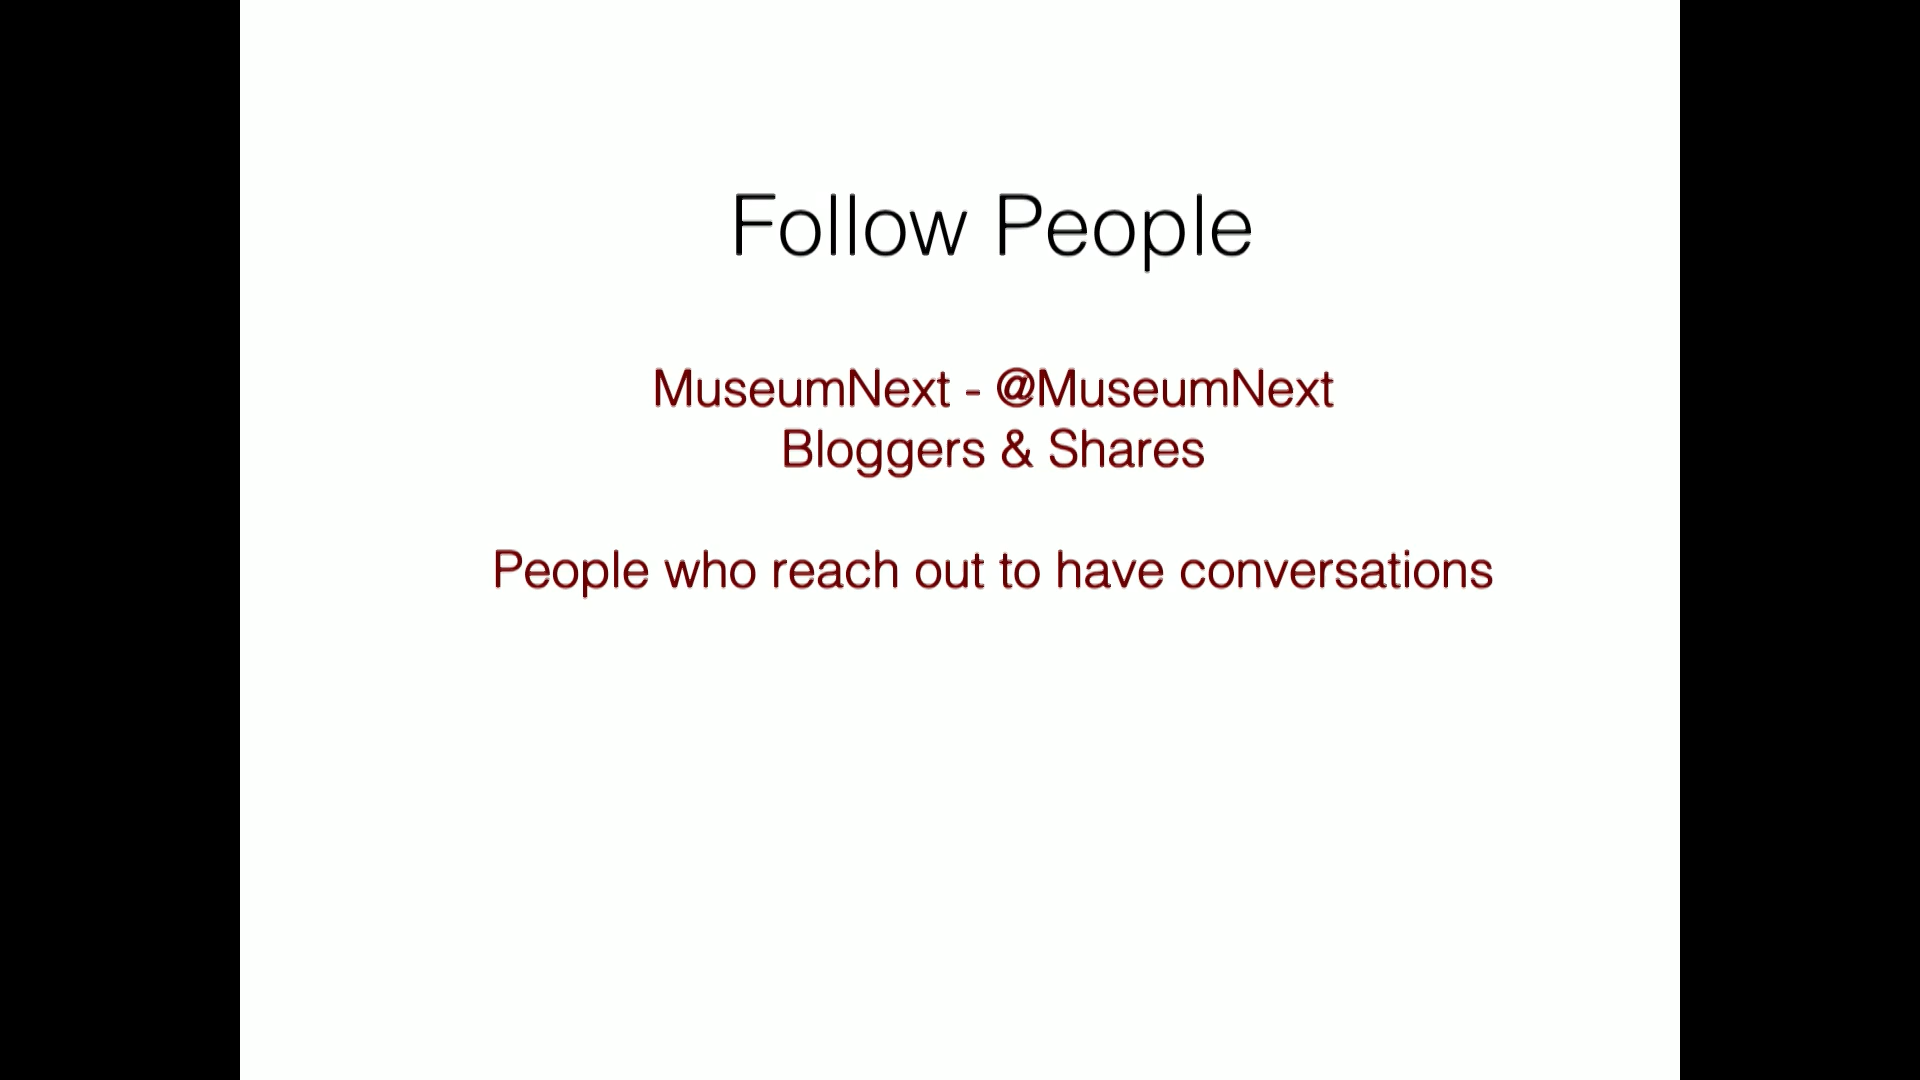 Follow People
MuseumNext - @MuseumNext
Bloggers & Shares
People who reach out to have conversations